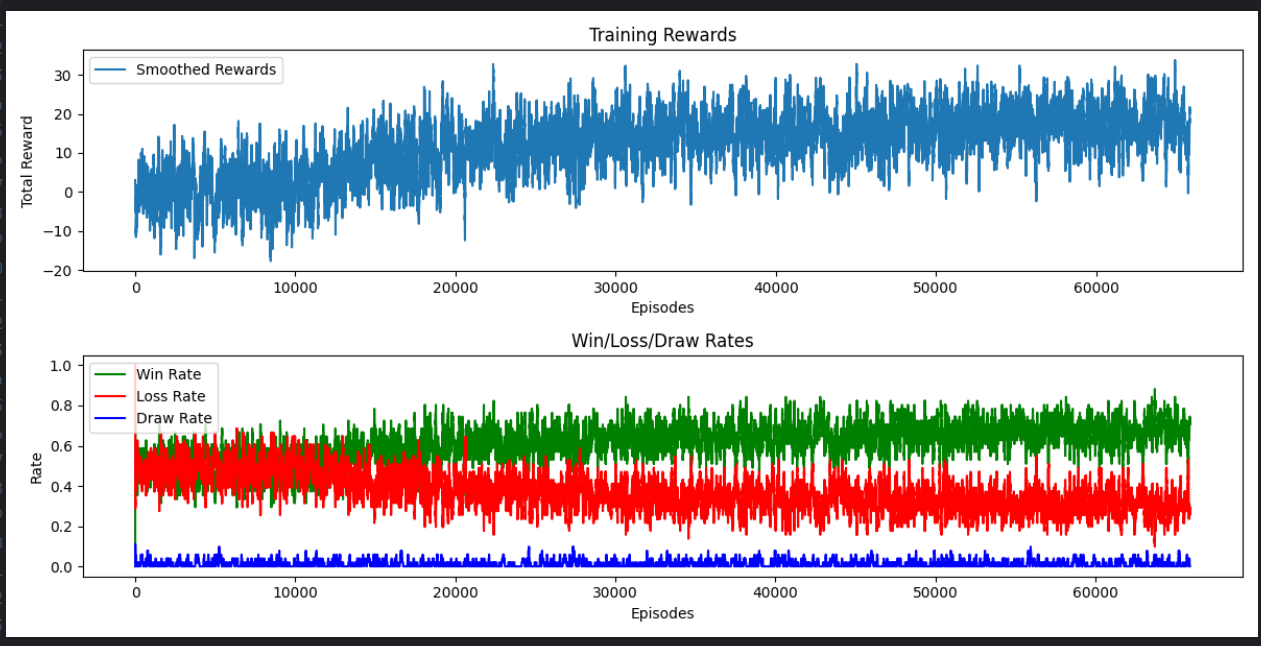 Training Rewards
Smoothed Rewards
30
20
10
0
−10
−20
Total Reward
0 10000 20000 30000 40000 50000 60000
Episodes
Win/Loss/Draw Rates
Win Rate
Loss Rate
Draw Rate
1.0
0.8
0.6
0.4
0.2
0.0
Rate
0 10000 20000 30000 40000 50000 60000
Episodes